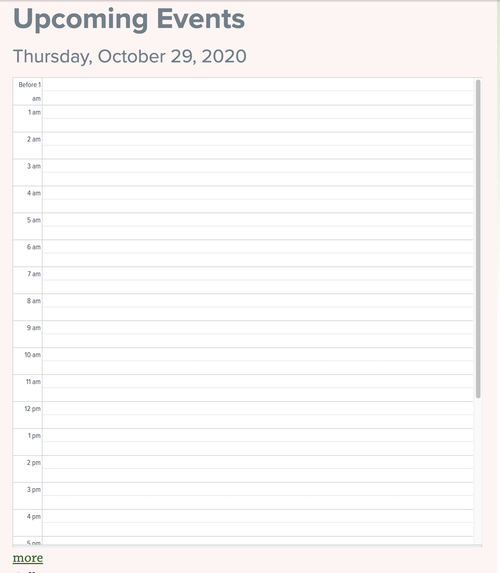 Upcoming Events
Thursday, October 29, 2020
Before 1
am
1 am
2 am
3 am
4 am
5 am
6 am
7 am
8 am
9 am
10 am
11 am
12 pm
1 pm
2 pm
3 pm
4 pm
5 pm
more